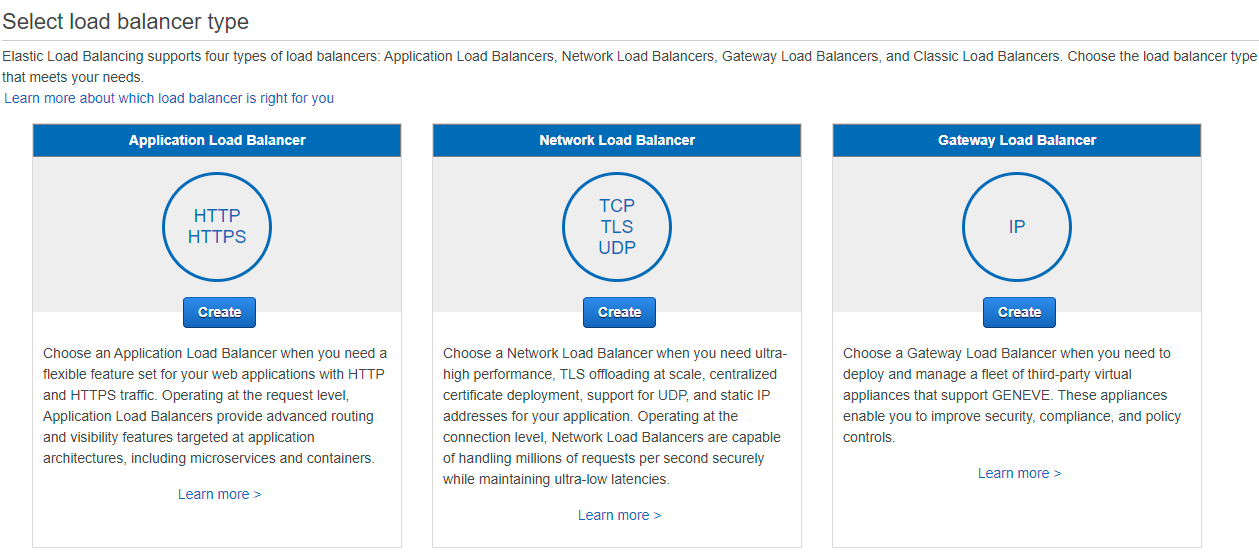 Select load balancer type
Elastic Load Balancing supports four types of load balancers: Application Load Balancers, Network Load Balancers, Gateway Load Balancers, and Classic Load Balancers. Choose the load balancer type
that meets your needs.
Learn more about which load balancer is right for you
Application Load Balancer
HTTP
HTTPS
Create
Choose an Application Load Balancer when you need a
flexible feature set for your web applications with HTTP
and HTTPS traffic. Operating at the request level,
Application Load Balancers provide advanced routing
and visibility features targeted at application
architectures, including microservices and containers.
Learn more >
Network Load Balancer
TCP
TLS
UDP
Create
Choose a Network Load Balancer when you need ultra-
high performance, TLS offloading at scale, centralized
certificate deployment, support for UDP, and static IP
addresses for your application. Operating at the
connection level, Network Load Balancers are capable
of handling millions of requests per second securely
while maintaining ultra-low latencies.
Learn more >
Gateway Load Balancer
IP
Create
Choose a Gateway Load Balancer when you need to
deploy and manage a fleet of third-party virtual
appliances that support GENEVE. These appliances
enable you to improve security, compliance, and policy
controls.
Learn more >